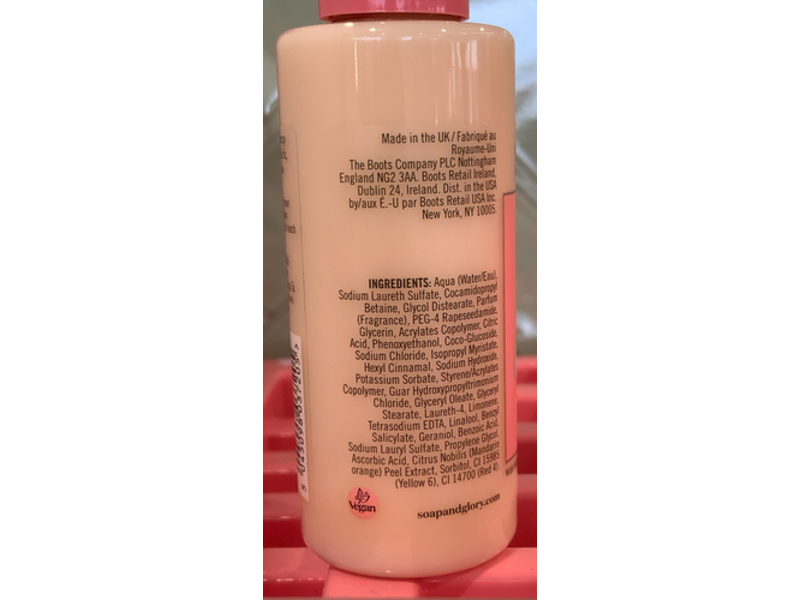 Made in the UK / Fabriqué au
Royaume-Uni
The Boots Company PLC Nottingham
England NG2 3AA. Boots Retail Ireland,
Dublin 24, Ireland. Dist. in the USA
by/aux É.-U par Boots Retail USA Inc.
New York, NY 10005.
INGREDIENTS: Aqua (Water/Eau),
Sodium Laureth Sulfate, Cocamidopropyl
Betaine, Glycol Distearate, Parfum
(Fragrance), PEG-4 Rapeseedamide,
Glycerin, Acrylates Copolymer, Citric
Acid, Phenoxyethanol, Coco-Glucoside,
Sodium Chloride, Isopropyl Myristate,
Hexyl Cinnamal, Sodium Hydroxide,
Potassium Sorbate, Styrene/Acrylates
Copolymer, Guar Hydroxypropyltrimonium
Chloride, Glyceryl Oleate, Glyceryl
Stearate, Laureth-4, Limonene,
Tetrasodium EDTA, Linalool, Benzyl
Salicylate, Geraniol, Benzoic Acid,
Sodium Lauryl Sulfate, Propylene Glycol,
Ascorbic Acid, Citrus Nobilis (Mandarin
orange) Peel Extract, Sorbitol, CI 15985
(Yellow 6), CI 14700 (Red 4).
Vegan
soapandglory.com